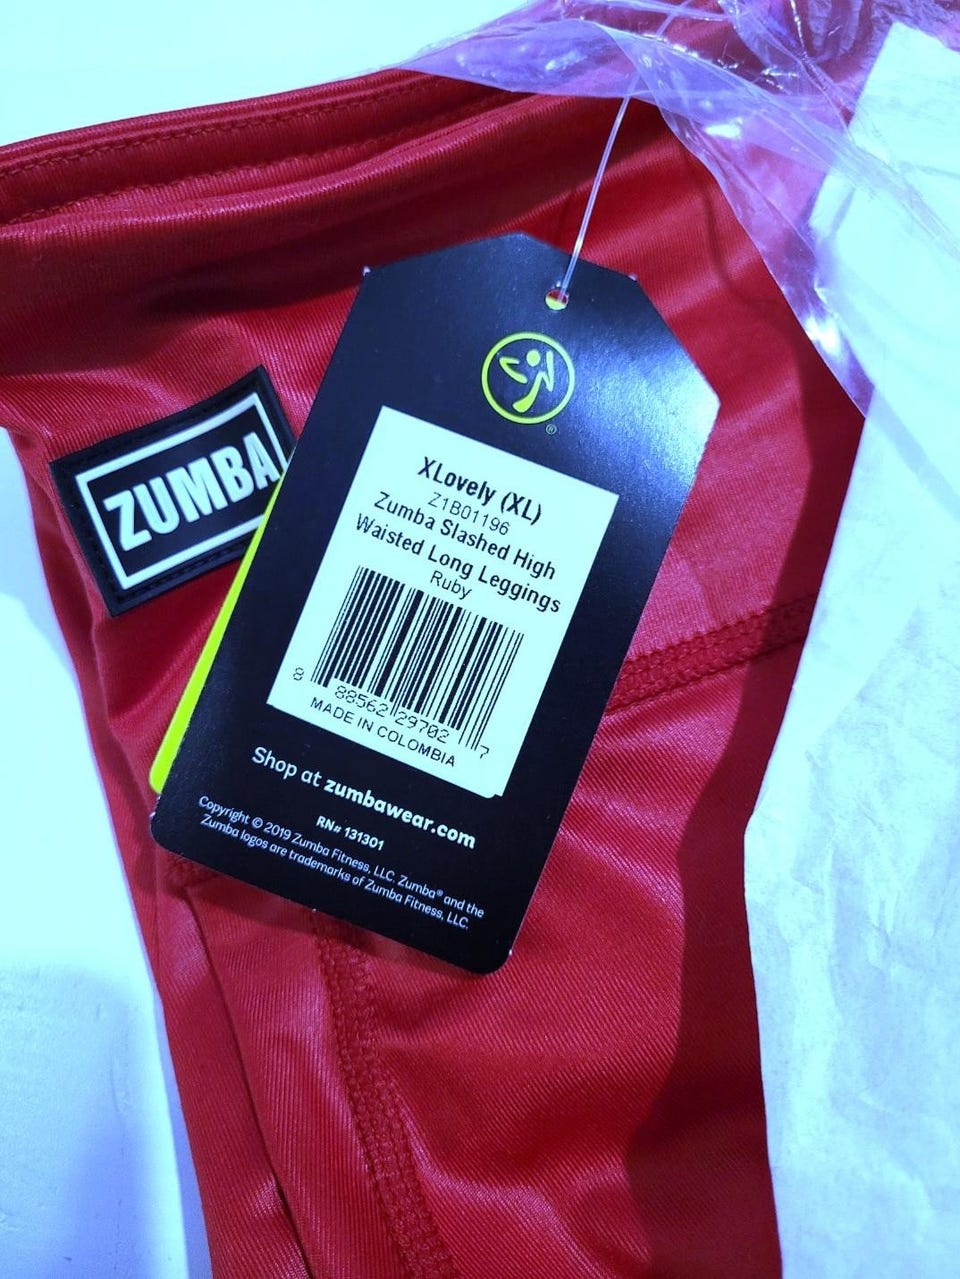 ZUMBA
®
XLovely (XL)
Z1B01196
Zumba Slashed High
Waisted Long Leggings
Ruby
8 88562 29702 7
MADE IN COLOMBIA
Shop at zumbawear.com
RN# 131301
Copyright © 2019 Zumba Fitness, LLC. Zumba® and the
Zumba logos are trademarks of Zumba Fitness, LLC.